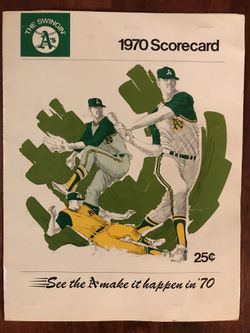 THE SWINGIN'
A's
1970 Scorecard
25¢
See the A's make it happen in '70